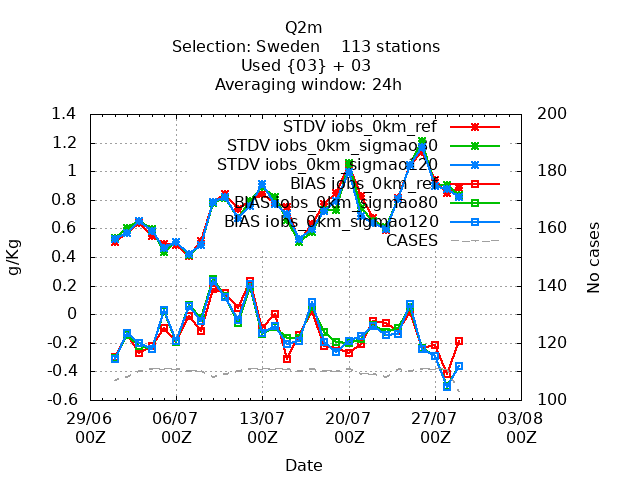 Q2m
Selection: Sweden 113 stations
Used {03} + 03
Averaging window: 24h
1.4
1.2
1
0.8
0.6
0.4
0.2
0
-0.2
-0.4
-0.6
g/Kg
200
180
160
140
120
100
No cases
STDV iobs_0km_ref
STDV iobs_0km_sigmao80
STDV iobs_0km_sigmao120
BIAS iobs_0km_ref
BIAS iobs_0km_sigmao80
BIAS iobs_0km_sigmao120
CASES
29/06 06/07 13/07 20/07 27/07 03/08
00Z 00Z 00Z 00Z 00Z 00Z
Date